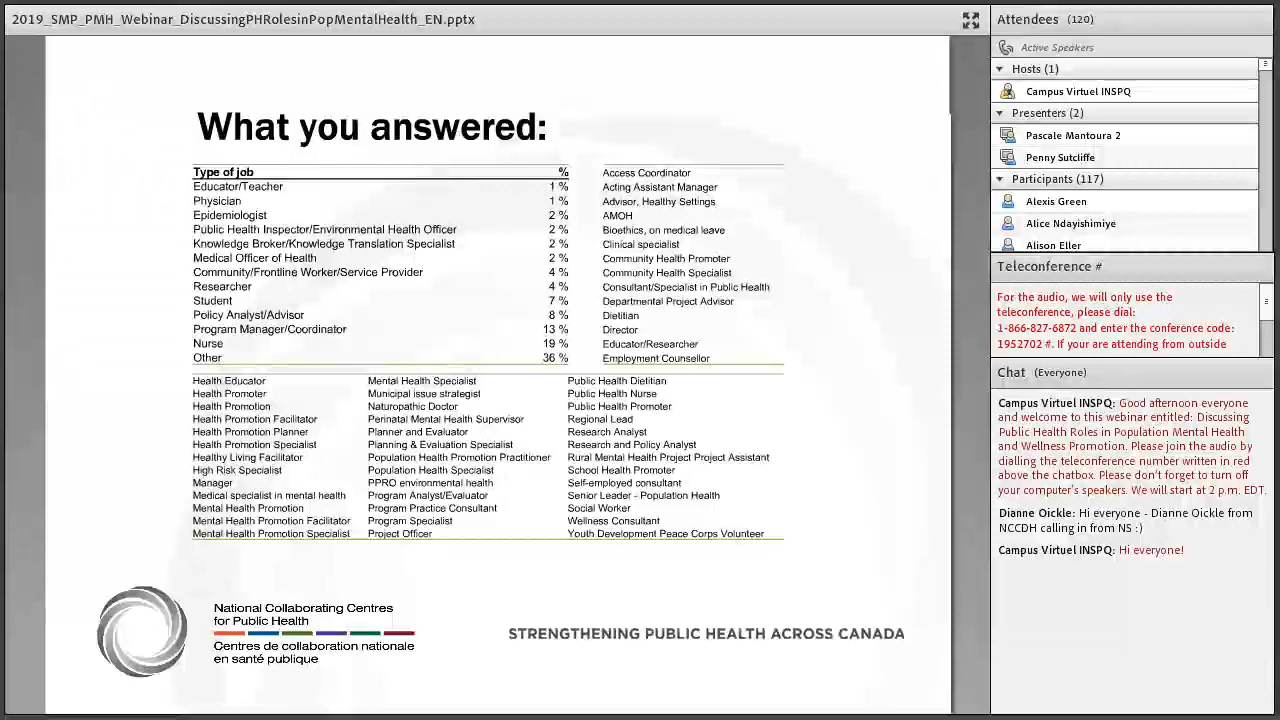 2019_SMP_PMH_Webinar_DiscussingPHRolesinPopMentalHealth_EN.pptx
What you answered:
Type of job %
Educator/Teacher 1 %
Physician 1 %
Epidemiologist 2 %
Public Health Inspector/Environmental Health Officer 2 %
Knowledge Broker/Knowledge Translation Specialist 2 %
Medical Officer of Health 2 %
Community/Frontline Worker/Service Provider 4 %
Researcher 4 %
Student 7 %
Policy Analyst/Advisor 8 %
Program Manager/Coordinator 13 %
Nurse 19 %
Other 36 %
Access Coordinator
Acting Assistant Manager
Advisor, Healthy Settings
AMOH
Bioethics, on medical leave
Clinical specialist
Community Health Promoter
Community Health Specialist
Consultant/Specialist in Public Health
Departmental Project Advisor
Dietitian
Director
Educator/Researcher
Employment Counsellor
Health Educator
Health Promoter
Health Promotion
Health Promotion Facilitator
Health Promotion Planner
Health Promotion Specialist
Healthy Living Facilitator
High Risk Specialist
Manager
Medical specialist in mental health
Mental Health Promotion
Mental Health Promotion Facilitator
Mental Health Promotion Specialist
Mental Health Specialist
Municipal issue strategist
Naturopathic Doctor
Perinatal Mental Health Supervisor
Planner and Evaluator
Planning & Evaluation Specialist
Population Health Promotion Practitioner
Population Health Specialist
PPRO environmental health
Program Analyst/Evaluator
Program Practice Consultant
Program Specialist
Project Officer
Public Health Dietitian
Public Health Nurse
Public Health Promoter
Regional Lead
Research Analyst
Research and Policy Analyst
Rural Mental Health Project Project Assistant
School Health Promoter
Self-employed consultant
Senior Leader - Population Health
Social Worker
Wellness Consultant
Youth Development Peace Corps Volunteer
National Collaborating Centres
for Public Health
Centres de collaboration nationale
en santé publique
STRENGTHENING PUBLIC HEALTH ACROSS CANADA
Attendees (120)
Active Speakers
Hosts (1)
Campus Virtuel INSPQ
Presenters (2)
Pascale Mantoura 2
Penny Sutcliffe
Participants (117)
Alexis Green
Alice Ndayishimiye
Alison Eller
Teleconference #
For the audio, we will only use the
teleconference, please dial:
1-866-827-6872 and enter the conference code:
1952702 #. If your are attending from outside
Chat (Everyone)
Campus Virtuel INSPQ: Good afternoon everyone
and welcome to this webinar entitled: Discussing
Public Health Roles in Population Mental Health
and Wellness Promotion. Please join the audio by
dialling the teleconference number written in red
above the chatbox. Please don't forget to turn off
your computer's speakers. We will start at 2 p.m. EDT.
Dianne Oickle: Hi everyone - Dianne Oickle from
NCCDH calling in from NS :)
Campus Virtuel INSPQ: Hi everyone!